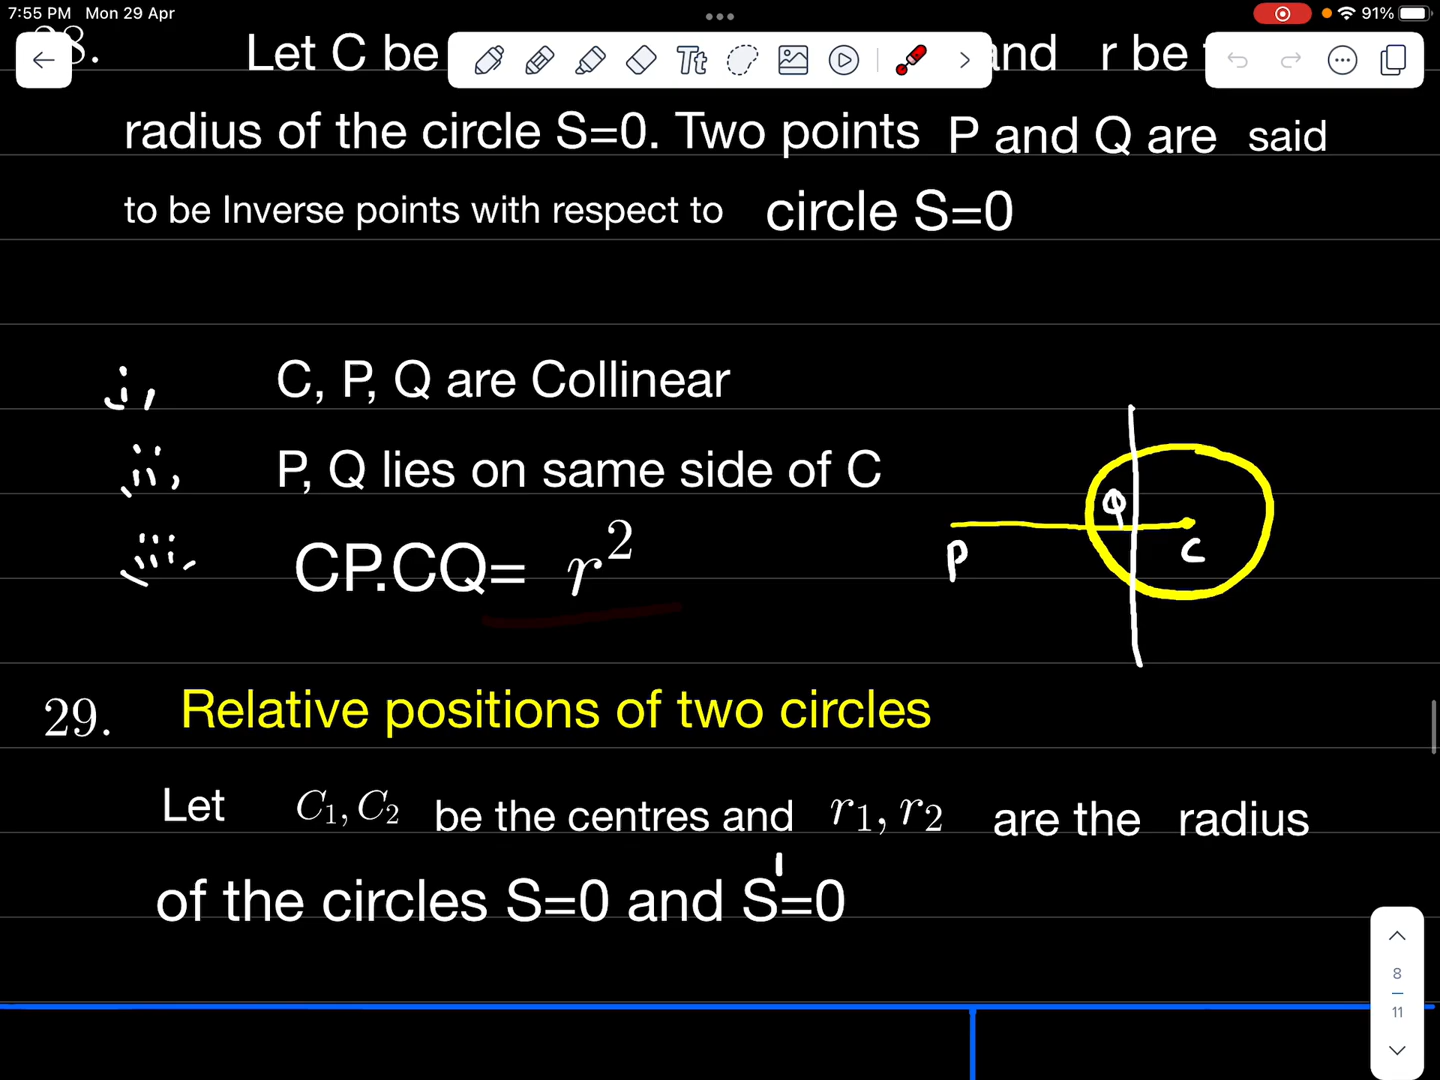 7:55 PM Mon 29 Apr
91%
28. Let C be and r be
Tt
radius of the circle S=0. Two points P and Q are said
to be Inverse points with respect to circle S=0
i, C, P, Q are Collinear
ii, P, Q lies on same side of C
iii, CP.CQ= r²
Q
P
C
29. Relative positions of two circles
Let C₁, C₂ be the centres and r₁, r₂ are the radius
of the circles S=0 and S'=0
8
11